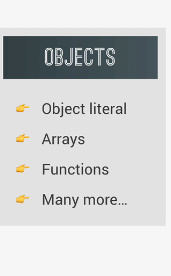 OBJECTS
Object literal
Arrays
Functions
Many more...